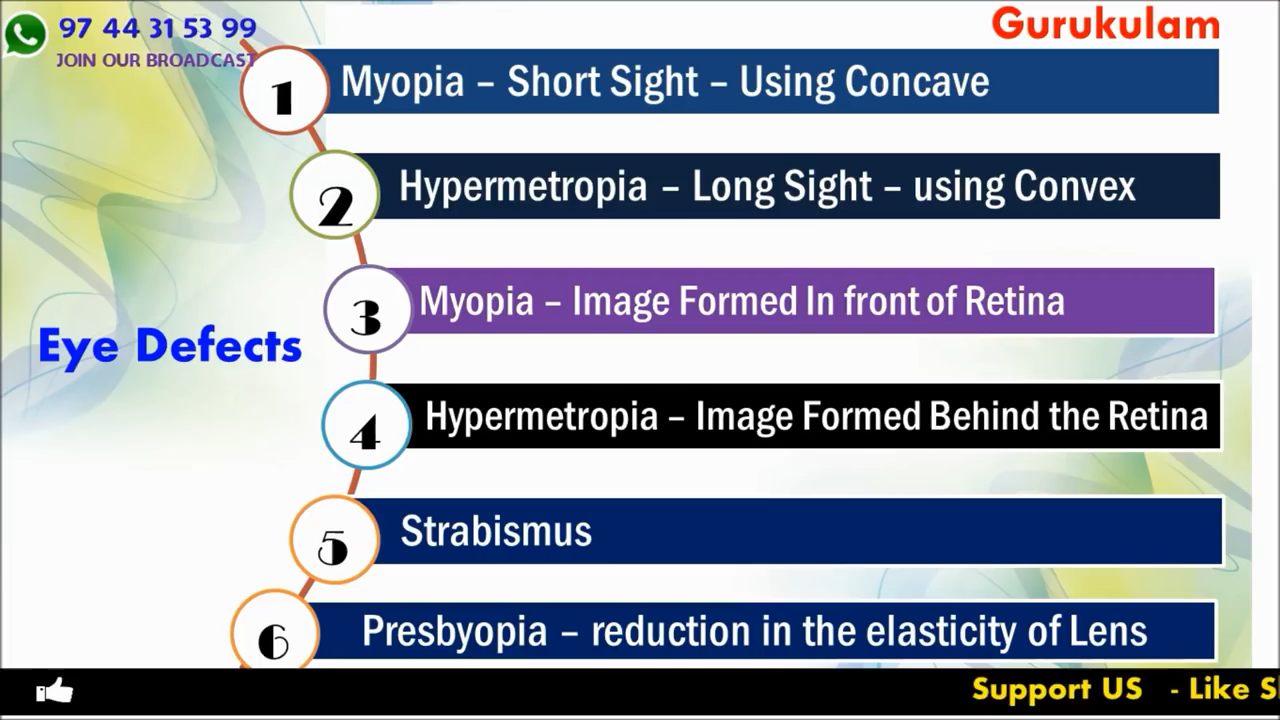 97 44 31 53 99
JOIN OUR BROADCAST
Gurukulam
1 Myopia – Short Sight – Using Concave
2 Hypermetropia – Long Sight – using Convex
3 Myopia – Image Formed In front of Retina
Eye Defects
4 Hypermetropia – Image Formed Behind the Retina
5 Strabismus
6 Presbyopia – reduction in the elasticity of Lens
Support US - Like